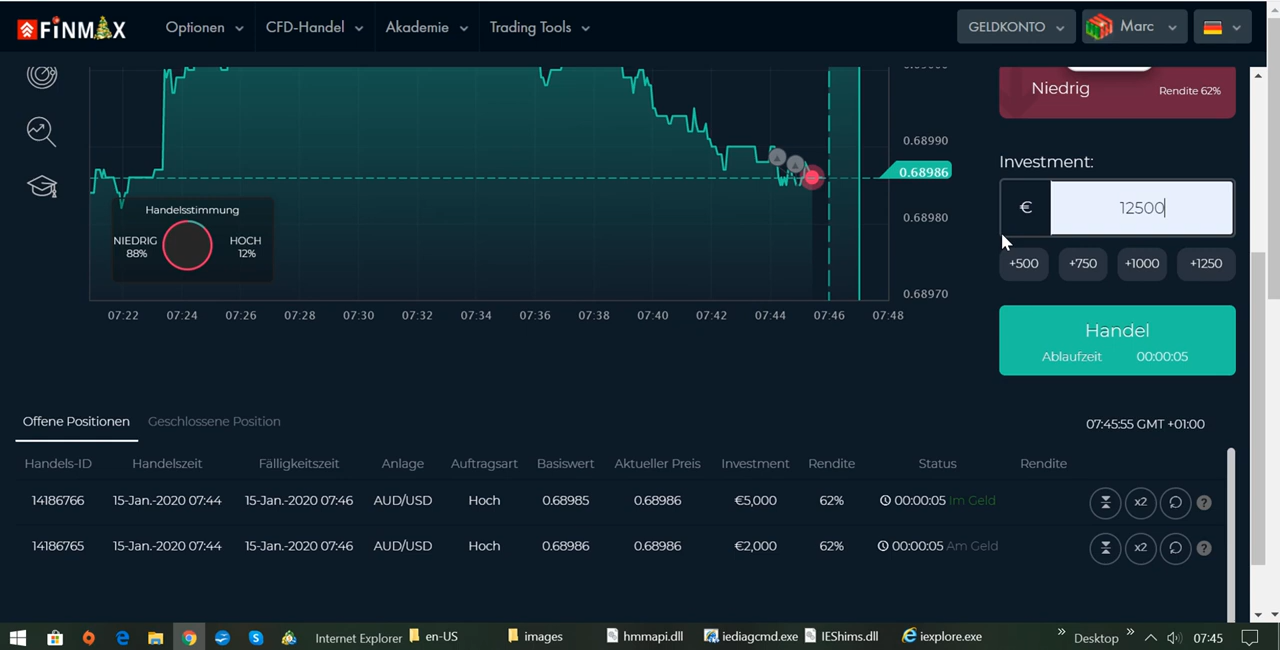 FiNMAX
Optionen CFD-Handel Akademie Trading Tools GELDKONTO Marc
0.68990
0.68986
0.68980
0.68970
Handelsstimmung
NIEDRIG HOCH
88% 12%
07:22 07:24 07:26 07:28 07:30 07:32 07:34 07:36 07:38 07:40 07:42 07:44 07:46 07:48
Niedrig Rendite 62%
Investment:
€ 12500
+500 +750 +1000 +1250
Handel
Ablaufzeit 00:00:05
Offene Positionen Geschlossene Position 07:45:55 GMT +01:00
Handels-ID Handelszeit Fälligkeitszeit Anlage Auftragsart Basiswert Aktueller Preis Investment Rendite Status Rendite
14186766 15-Jan.-2020 07:44 15-Jan.-2020 07:46 AUD/USD Hoch 0.68985 0.68986 €5,000 62% 00:00:05 Im Geld x2 ?
14186765 15-Jan.-2020 07:44 15-Jan.-2020 07:46 AUD/USD Hoch 0.68986 0.68986 €2,000 62% 00:00:05 Am Geld x2 ?
Internet Explorer en-US images hmmapi.dll iediagcmd.exe IEShims.dll iexplore.exe » Desktop » 07:45